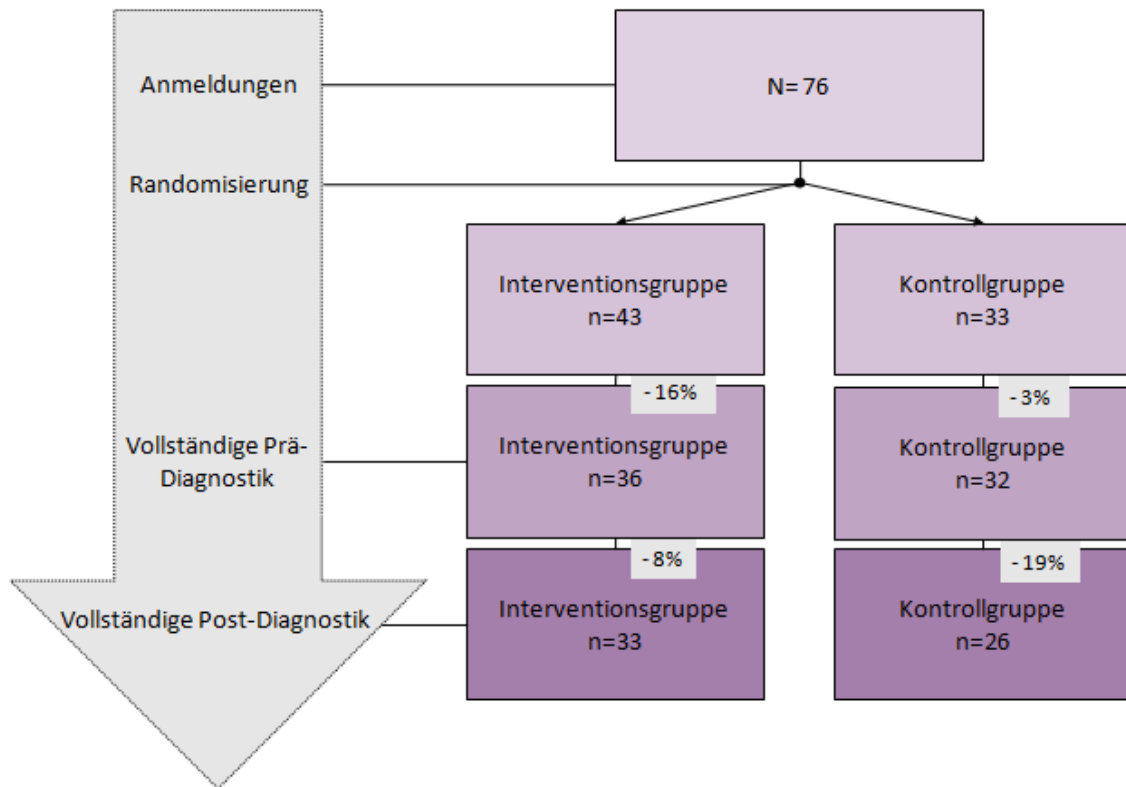 Anmeldungen
N= 76
Randomisierung
Interventionsgruppe
n=43
Kontrollgruppe
n=33
-16%
-3%
Vollständige Prä-
Diagnostik
Interventionsgruppe
n=36
Kontrollgruppe
n=32
-8%
-19%
Vollständige Post-Diagnostik
Interventionsgruppe
n=33
Kontrollgruppe
n=26